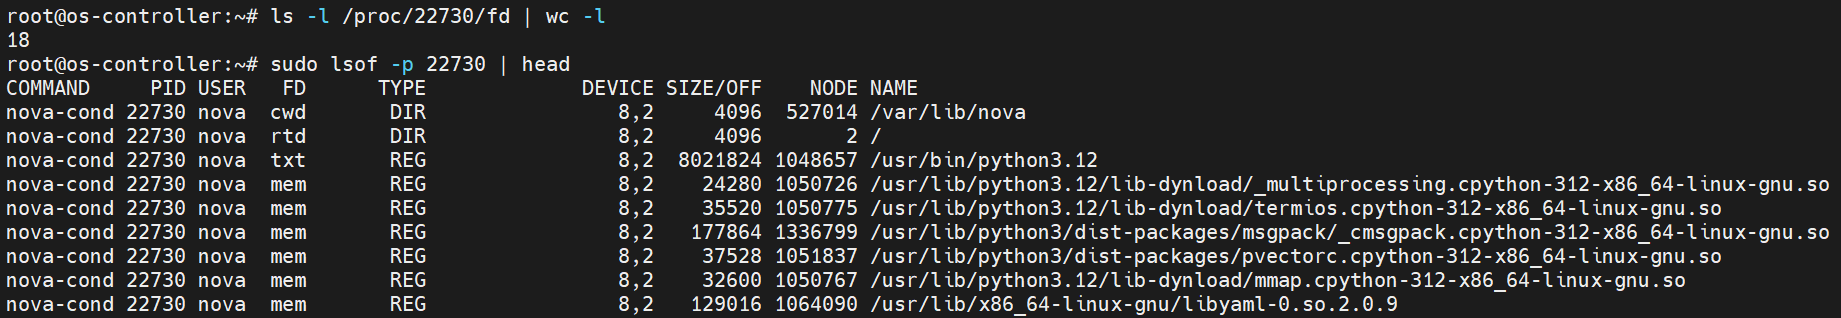 root@os-controller:~# ls -l /proc/22730/fd | wc -l
18
root@os-controller:~# sudo lsof -p 22730 | head
COMMAND     PID USER   FD      TYPE             DEVICE SIZE/OFF    NODE NAME
nova-cond 22730 nova  cwd       DIR                8,2     4096  527014 /var/lib/nova
nova-cond 22730 nova  rtd       DIR                8,2     4096       2 /
nova-cond 22730 nova  txt       REG                8,2  8021824 1048657 /usr/bin/python3.12
nova-cond 22730 nova  mem       REG                8,2    24280 1050726 /usr/lib/python3.12/lib-dynload/_multiprocessing.cpython-312-x86_64-linux-gnu.so
nova-cond 22730 nova  mem       REG                8,2    35520 1050775 /usr/lib/python3.12/lib-dynload/termios.cpython-312-x86_64-linux-gnu.so
nova-cond 22730 nova  mem       REG                8,2   177864 1336799 /usr/lib/python3/dist-packages/msgpack/_cmsgpack.cpython-312-x86_64-linux-gnu.so
nova-cond 22730 nova  mem       REG                8,2    37528 1051837 /usr/lib/python3/dist-packages/pvectorc.cpython-312-x86_64-linux-gnu.so
nova-cond 22730 nova  mem       REG                8,2    32600 1050767 /usr/lib/python3.12/lib-dynload/mmap.cpython-312-x86_64-linux-gnu.so
nova-cond 22730 nova  mem       REG                8,2   129016 1064090 /usr/lib/x86_64-linux-gnu/libyaml-0.so.2.0.9